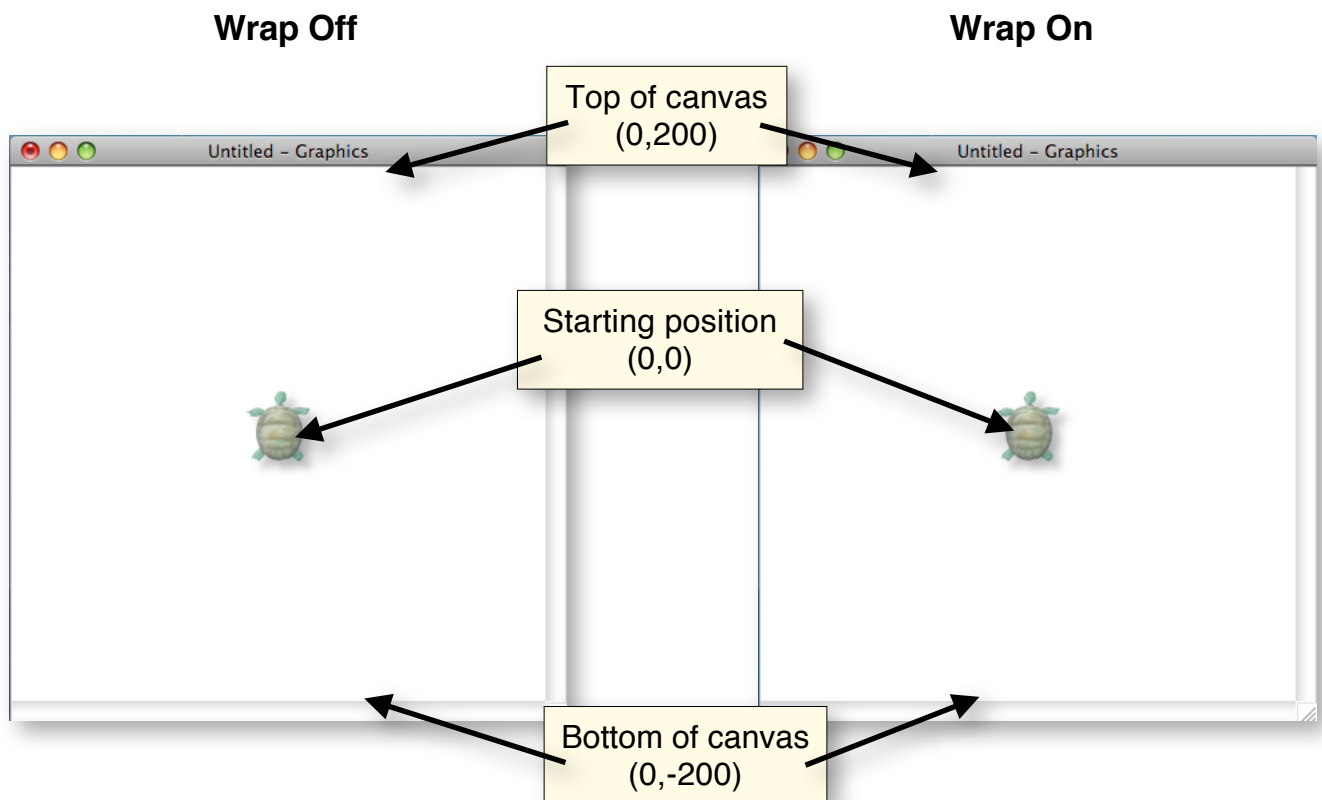 Wrap Off
Wrap On
Top of canvas
(0,200)
Untitled – Graphics
Untitled – Graphics
Starting position
(0,0)
Bottom of canvas
(0,-200)